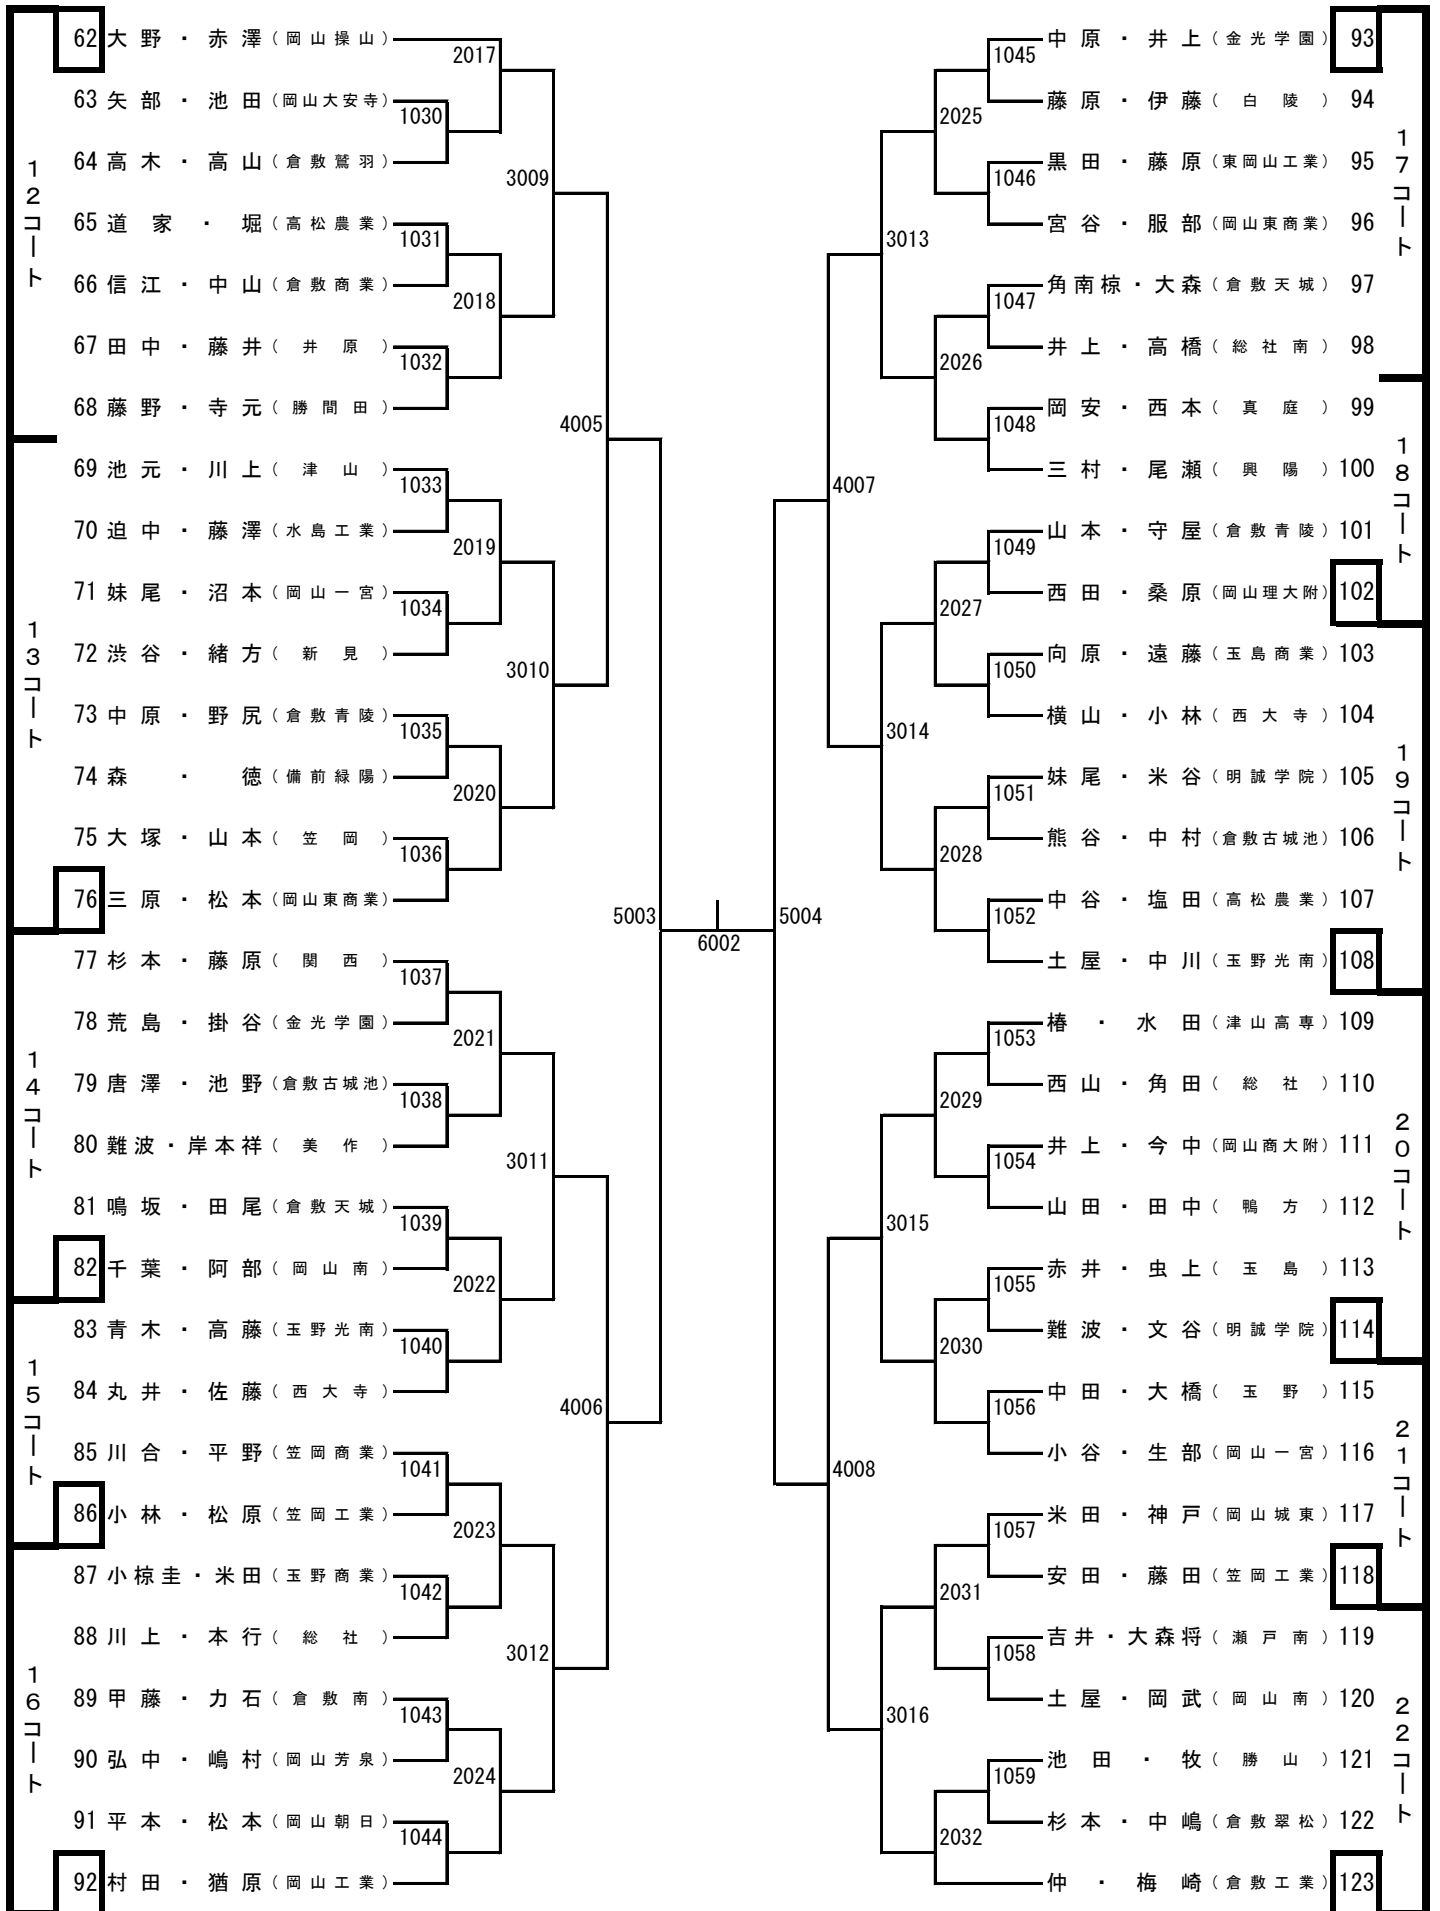 12コート
62 大野・赤澤（岡山操山）
63 矢部・池田（岡山大安寺）
64 高木・高山（倉敷鷲羽）
65 道家・堀（高松農業）
66 信江・中山（倉敷商業）
67 田中・藤井（井原）
68 藤野・寺元（勝間田）
13コート
69 池元・川上（津山）
70 迫中・藤澤（水島工業）
71 妹尾・沼本（岡山一宮）
72 渋谷・緒方（新見）
73 中原・野尻（倉敷青陵）
74 森・徳（備前緑陽）
75 大塚・山本（笠岡）
76 三原・松本（岡山東商業）
14コート
77 杉本・藤原（関西）
78 荒島・掛谷（金光学園）
79 唐澤・池野（倉敷古城池）
80 難波・岸本祥（美作）
81 鳴坂・田尾（倉敷天城）
82 千葉・阿部（岡山南）
15コート
83 青木・高藤（玉野光南）
84 丸井・佐藤（西大寺）
85 川合・平野（笠岡商業）
86 小林・松原（笠岡工業）
16コート
87 小椋圭・米田（玉野商業）
88 川上・本行（総社）
89 甲藤・力石（倉敷南）
90 弘中・嶋村（岡山芳泉）
91 平本・松本（岡山朝日）
92 村田・猶原（岡山工業）
1030
1031
1032
1033
1034
1035
1036
1037
1038
1039
1040
1041
1042
1043
1044
2017
2018
2019
2020
2021
2022
2023
2024
3009
3010
3011
3012
4005
4006
5003
6002
5004
4007
4008
3013
3014
3015
3016
2025
2026
2027
2028
2029
2030
2031
2032
1045
1046
1047
1048
1049
1050
1051
1052
1053
1054
1055
1056
1057
1058
1059
中原・井上（金光学園） 93
藤原・伊藤（白陵） 94
黒田・藤原（東岡山工業） 95
宮谷・服部（岡山東商業） 96
角南椋・大森（倉敷天城） 97
井上・高橋（総社南） 98
17コート
岡安・西本（真庭） 99
三村・尾瀬（興陽） 100
山本・守屋（倉敷青陵） 101
西田・桑原（岡山理大附） 102
18コート
向原・遠藤（玉島商業） 103
横山・小林（西大寺） 104
妹尾・米谷（明誠学院） 105
熊谷・中村（倉敷古城池） 106
中谷・塩田（高松農業） 107
土屋・中川（玉野光南） 108
19コート
椿・水田（津山高専） 109
西山・角田（総社） 110
井上・今中（岡山商大附） 111
山田・田中（鴨方） 112
赤井・虫上（玉島） 113
難波・文谷（明誠学院） 114
20コート
中田・大橋（玉野） 115
小谷・生部（岡山一宮） 116
米田・神戸（岡山城東） 117
安田・藤田（笠岡工業） 118
21コート
吉井・大森将（瀬戸南） 119
土屋・岡武（岡山南） 120
池田・牧（勝山） 121
杉本・中嶋（倉敷翠松） 122
仲・梅崎（倉敷工業） 123
22コート